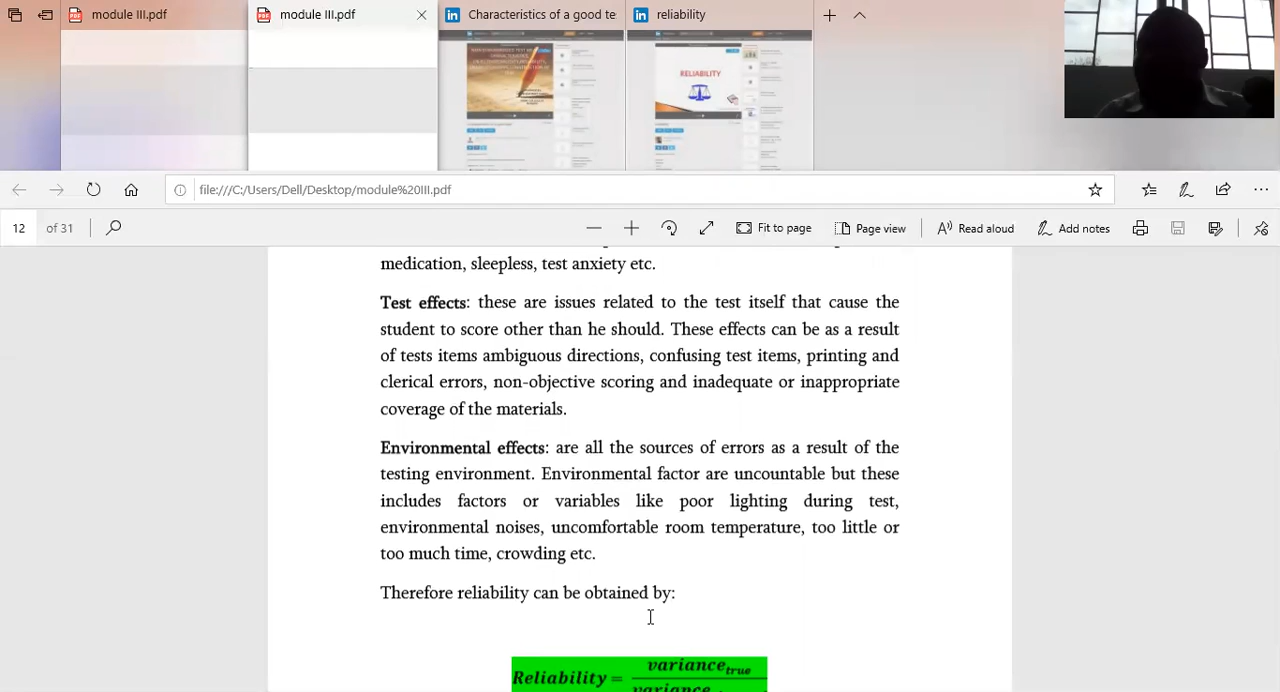 module III.pdf
module III.pdf
Characteristics of a good te
reliability
RELIABILITY
file:///C:/Users/Dell/Desktop/module%20III.pdf
12 of 31
Fit to page
Page view
Read aloud
Add notes
medication, sleepless, test anxiety etc.
Test effects: these are issues related to the test itself that cause the
student to score other than he should. These effects can be as a result
of tests items ambiguous directions, confusing test items, printing and
clerical errors, non-objective scoring and inadequate or inappropriate
coverage of the materials.
Environmental effects: are all the sources of errors as a result of the
testing environment. Environmental factor are uncountable but these
includes factors or variables like poor lighting during test,
environmental noises, uncomfortable room temperature, too little or
too much time, crowding etc.
Therefore reliability can be obtained by:
Reliability = variance true
variance